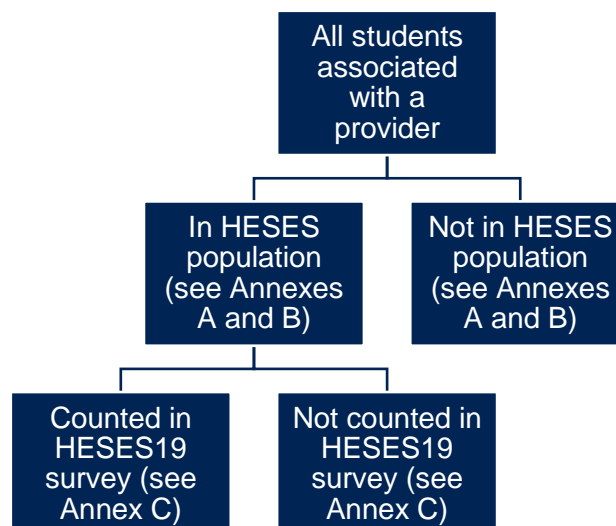 All students
associated
with a
provider
In HESES
population
(see Annexes
A and B)
Not in HESES
population
(see Annexes
A and B)
Counted in
HESES19
survey (see
Annex C)
Not counted in
HESES19
survey (see
Annex C)